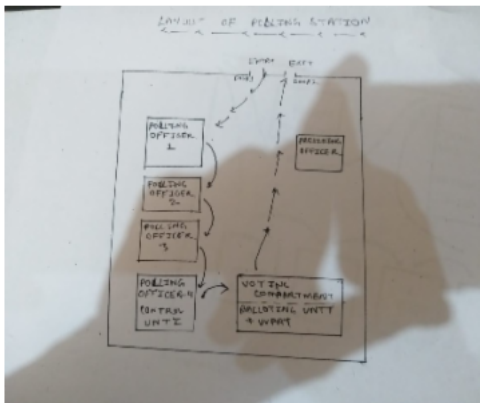 LAYOUT OF POLLING STATION
ENTRY EXIT
POLLING
OFFICER
1
PRESIDING
OFFICER
POLLING
OFFICER
2
POLLING
OFFICER
3
POLLING
OFFICER-4
CONTROL
UNIT
VOTING
COMPARTMENT
BALLOTING UNIT
+ VVPAT